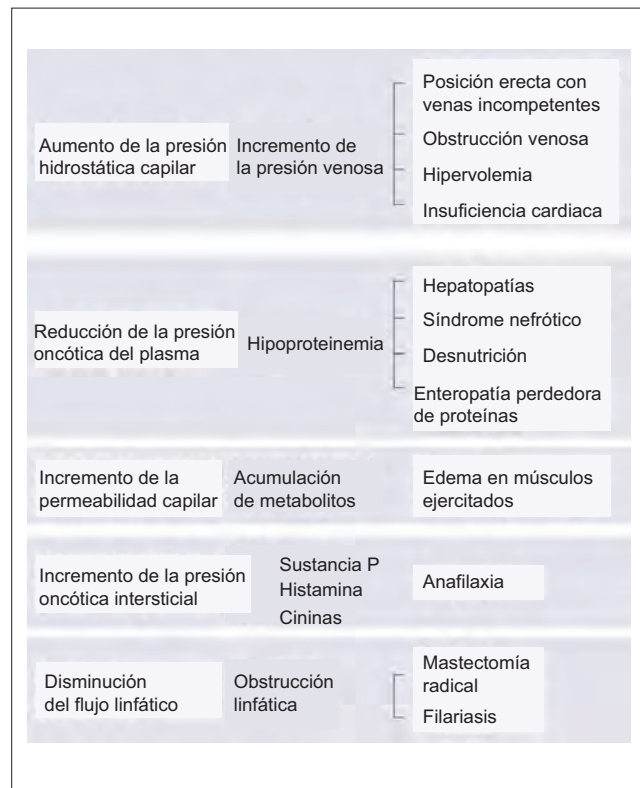 Aumento de la presión
hidrostática capilar
Incremento de
la presión venosa
Posición erecta con
venas incompetentes
Obstrucción venosa
Hipervolemia
Insuficiencia cardiaca
Reducción de la presión
oncótica del plasma
Hipoproteinemia
Hepatopatías
Síndrome nefrótico
Desnutrición
Enteropatía perdedora
de proteínas
Incremento de la
permeabilidad capilar
Acumulación
de metabolitos
Edema en músculos
ejercitados
Incremento de la presión
oncótica intersticial
Sustancia P
Histamina
Cininas
Anafilaxia
Disminución
del flujo linfático
Obstrucción
linfática
Mastectomía
radical
Filariasis